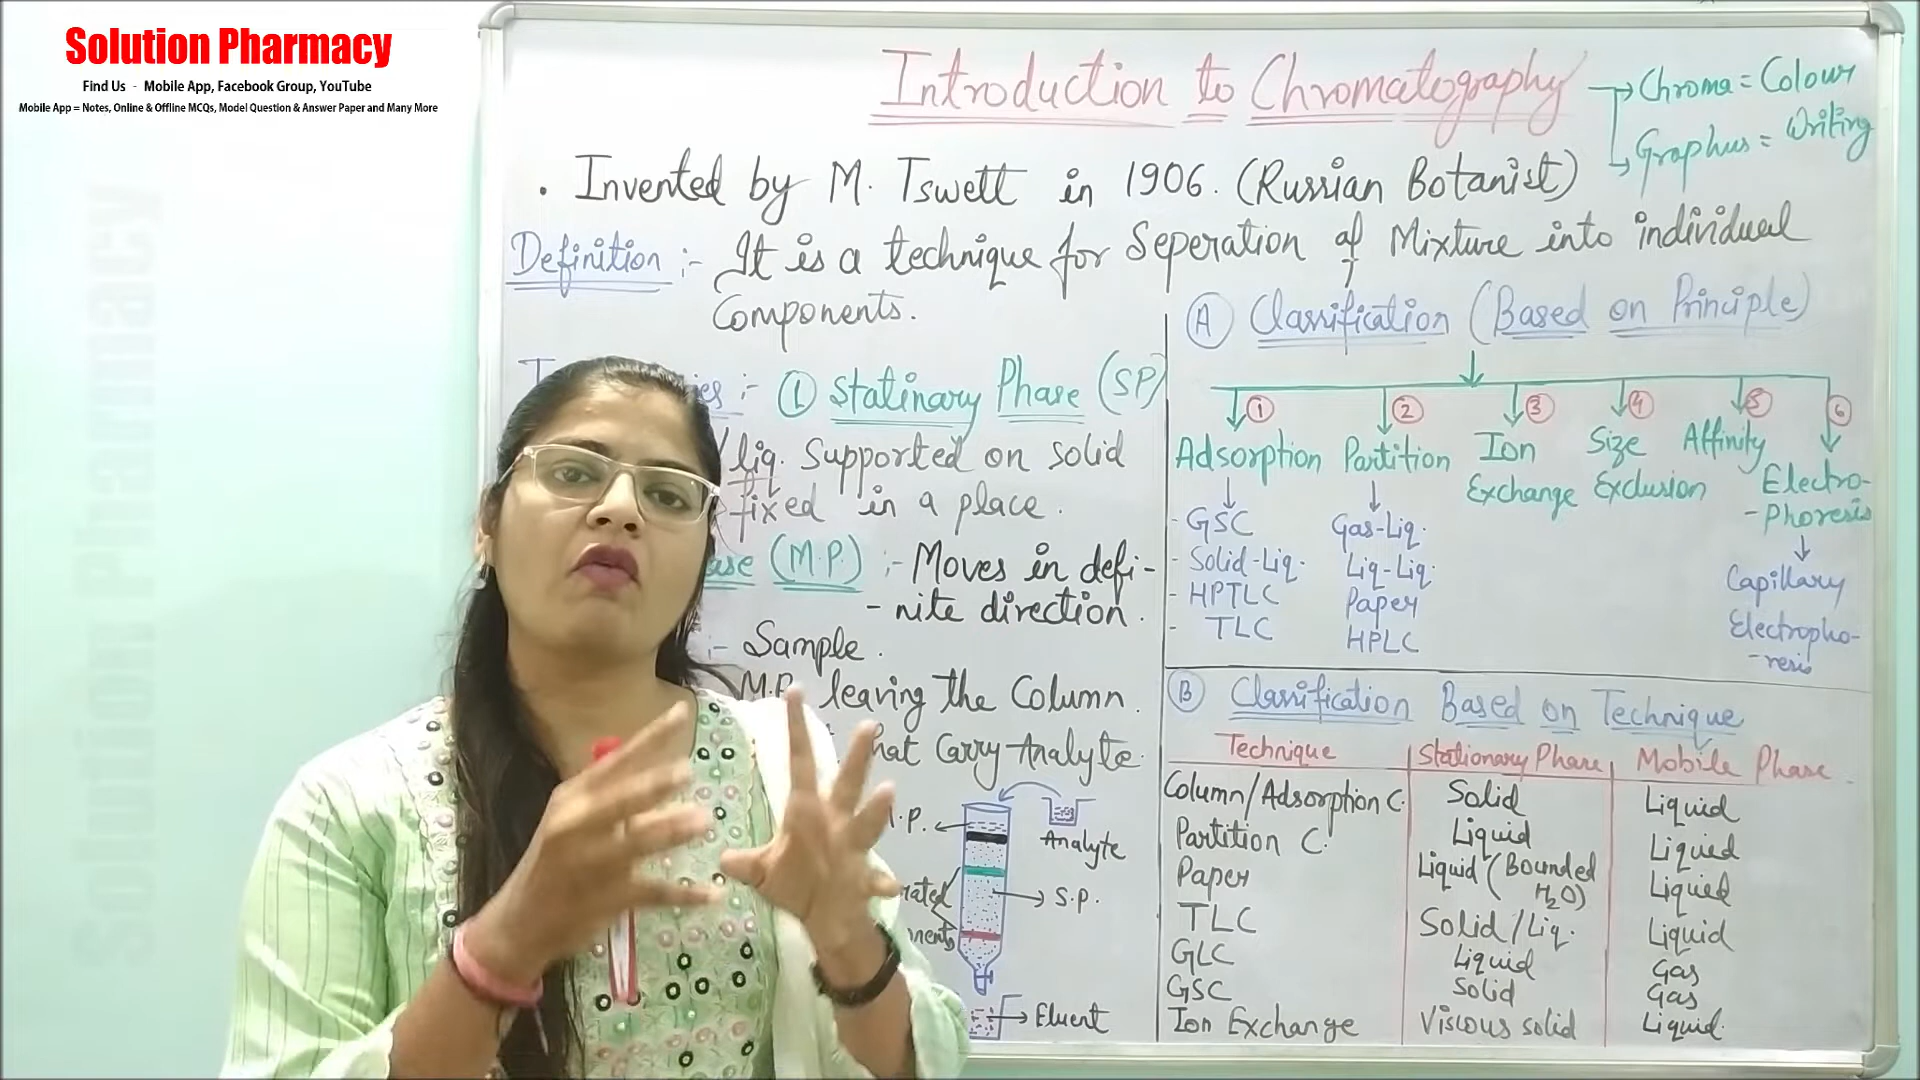 Solution Pharmacy
Find Us - Mobile App, Facebook Group, YouTube
Mobile App = Notes, Online & Offline MCQs, Model Question & Answer Paper and Many More
Solution Pharmacy
Introduction to Chromatography
Chroma = Colour
Graphus = Writing
. Invented by M. Tswett in 1906. (Russian Botanist)
Definition :- It is a technique for Seperation of Mixture into individual
Components.
:- ① Stationary Phase (SP)
liq. Supported on Solid
fixed in a place.
(M.P.) :- Moves in defi-
- nite direction.
:- Sample.
M.P. leaving the Column.
Carry Analyte.
Analyte
S.P.
Eluent
Ⓐ Classification (Based on Principle)
① ② ③ ④ ⑤ ⑥
Adsorption
- GSC
- Solid-Liq.
- HPTLC
- TLC
Partition
Gas-Liq.
Liq-Liq.
Paper
HPLC
Ion
Exchange
Size
Exclusion
Affinity
Electro-
-Phoresis
Capillary
Electropho-
-resis
Ⓑ Classification Based on Technique
Technique Stationary Phase Mobile Phase
Column/Adsorption C. Solid Liquid
Partition C. Liquid Liquid
Paper Liquid (Bounded H₂O) Liquid
TLC Solid/Liq. Liquid
GLC Liquid Gas
GSC Solid Gas
Ion Exchange Viscous solid Liquid.